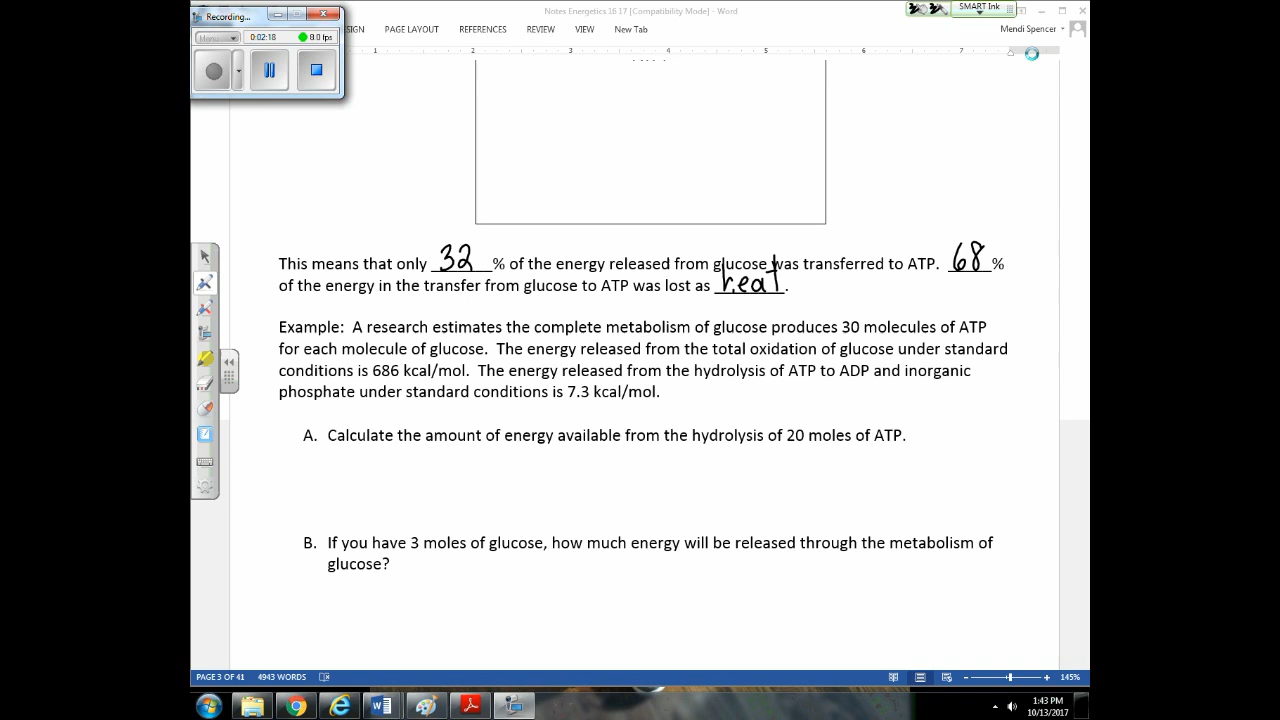 Recording...
Notes Energetics 16 17 [Compatibility Mode] - Word
SMART Ink
Menu
0:02:18
8.0 fps
SIGN PAGE LAYOUT REFERENCES REVIEW VIEW New Tab
Mendi Spencer
1 2 3 4 5 6 7
This means that only 32 % of the energy released from glucose was transferred to ATP. 68 %
of the energy in the transfer from glucose to ATP was lost as heat.
Example: A research estimates the complete metabolism of glucose produces 30 molecules of ATP
for each molecule of glucose. The energy released from the total oxidation of glucose under standard
conditions is 686 kcal/mol. The energy released from the hydrolysis of ATP to ADP and inorganic
phosphate under standard conditions is 7.3 kcal/mol.
A. Calculate the amount of energy available from the hydrolysis of 20 moles of ATP.
B. If you have 3 moles of glucose, how much energy will be released through the metabolism of
glucose?
PAGE 3 OF 41 4943 WORDS
145%
1:43 PM
10/13/2017